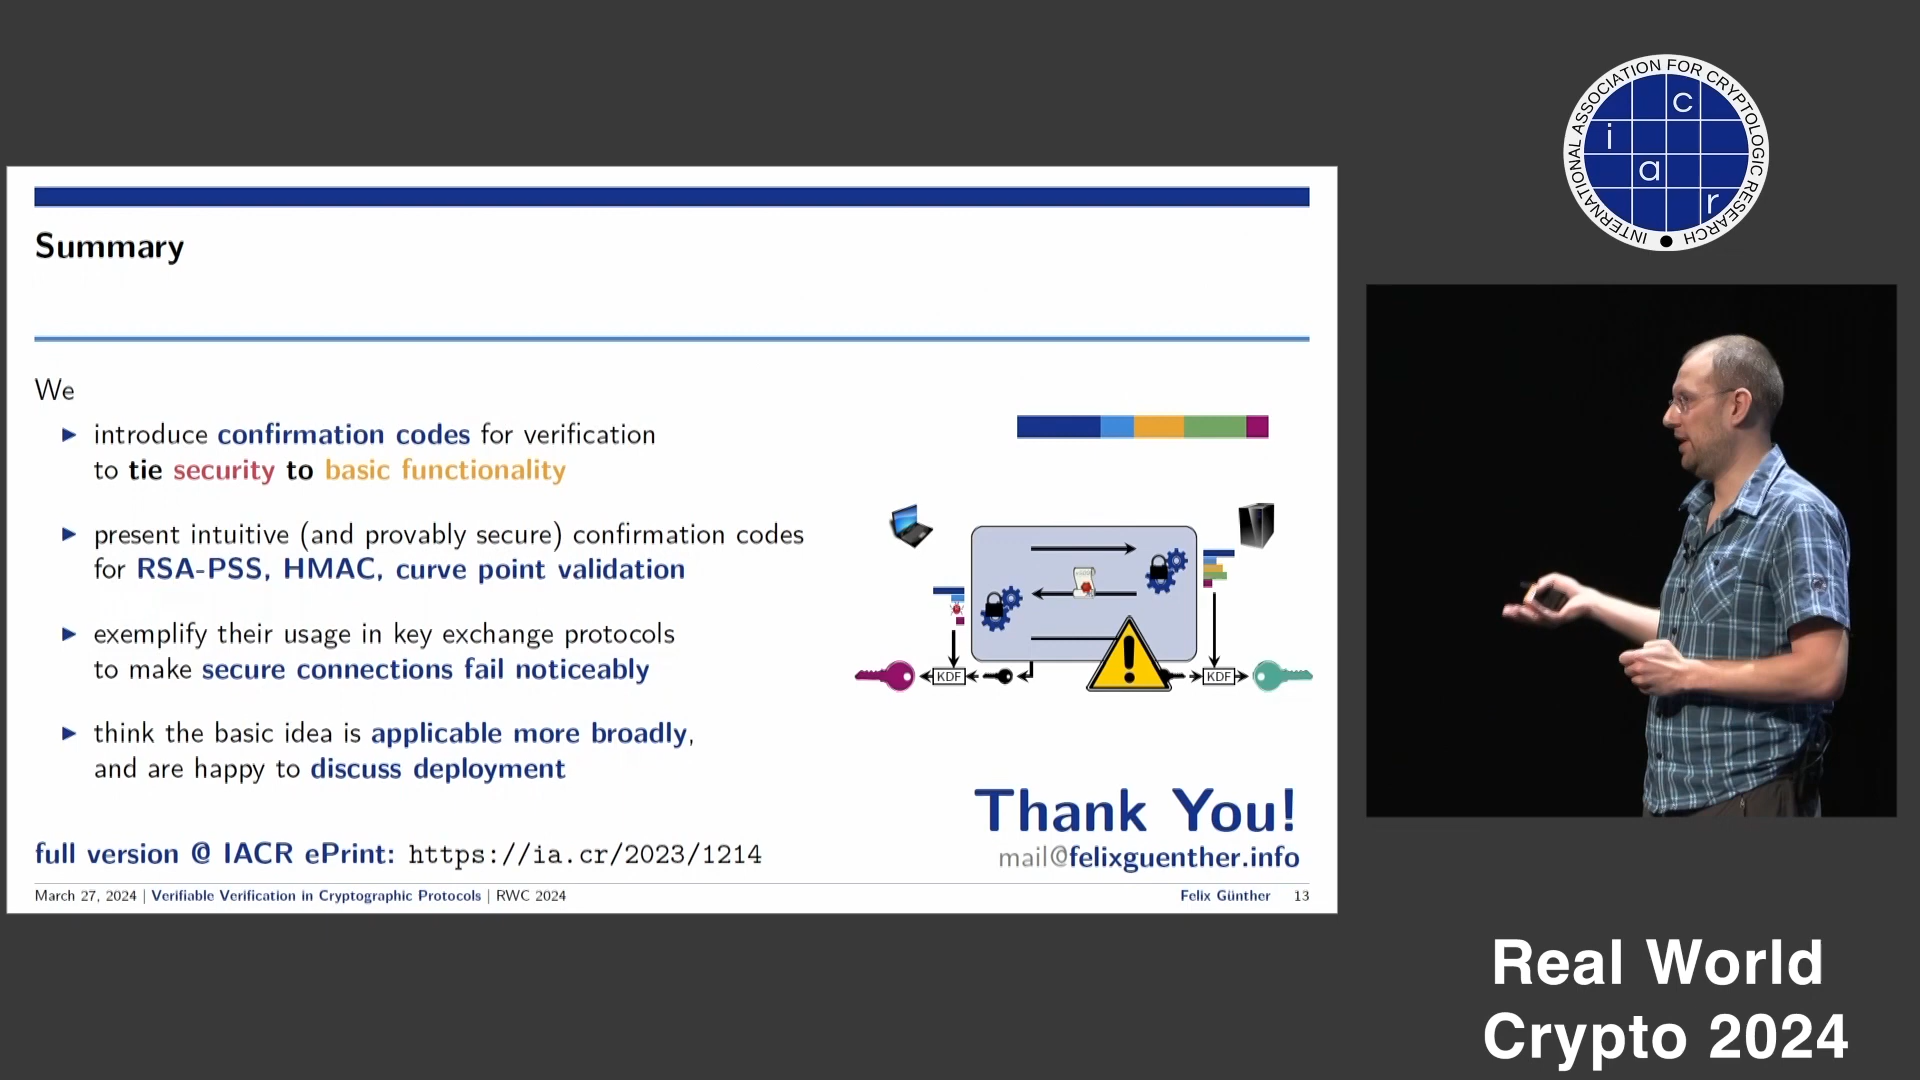 Summary
We
introduce confirmation codes for verification
to tie security to basic functionality
present intuitive (and provably secure) confirmation codes
for RSA-PSS, HMAC, curve point validation
exemplify their usage in key exchange protocols
to make secure connections fail noticeably
think the basic idea is applicable more broadly,
and are happy to discuss deployment
KDF
KDF
Thank You!
full version @ IACR ePrint: https://ia.cr/2023/1214
mail@felixguenther.info
March 27, 2024 | Verifiable Verification in Cryptographic Protocols | RWC 2024
Felix Günther 13
INTERNATIONAL ASSOCIATION FOR CRYPTOLOGIC RESEARCH
c
i
a
r
Real World
Crypto 2024